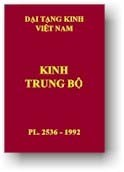 ĐẠI TẠNG KINH
VIỆT NAM
KINH
TRUNG BỘ
PL. 2536 - 1992